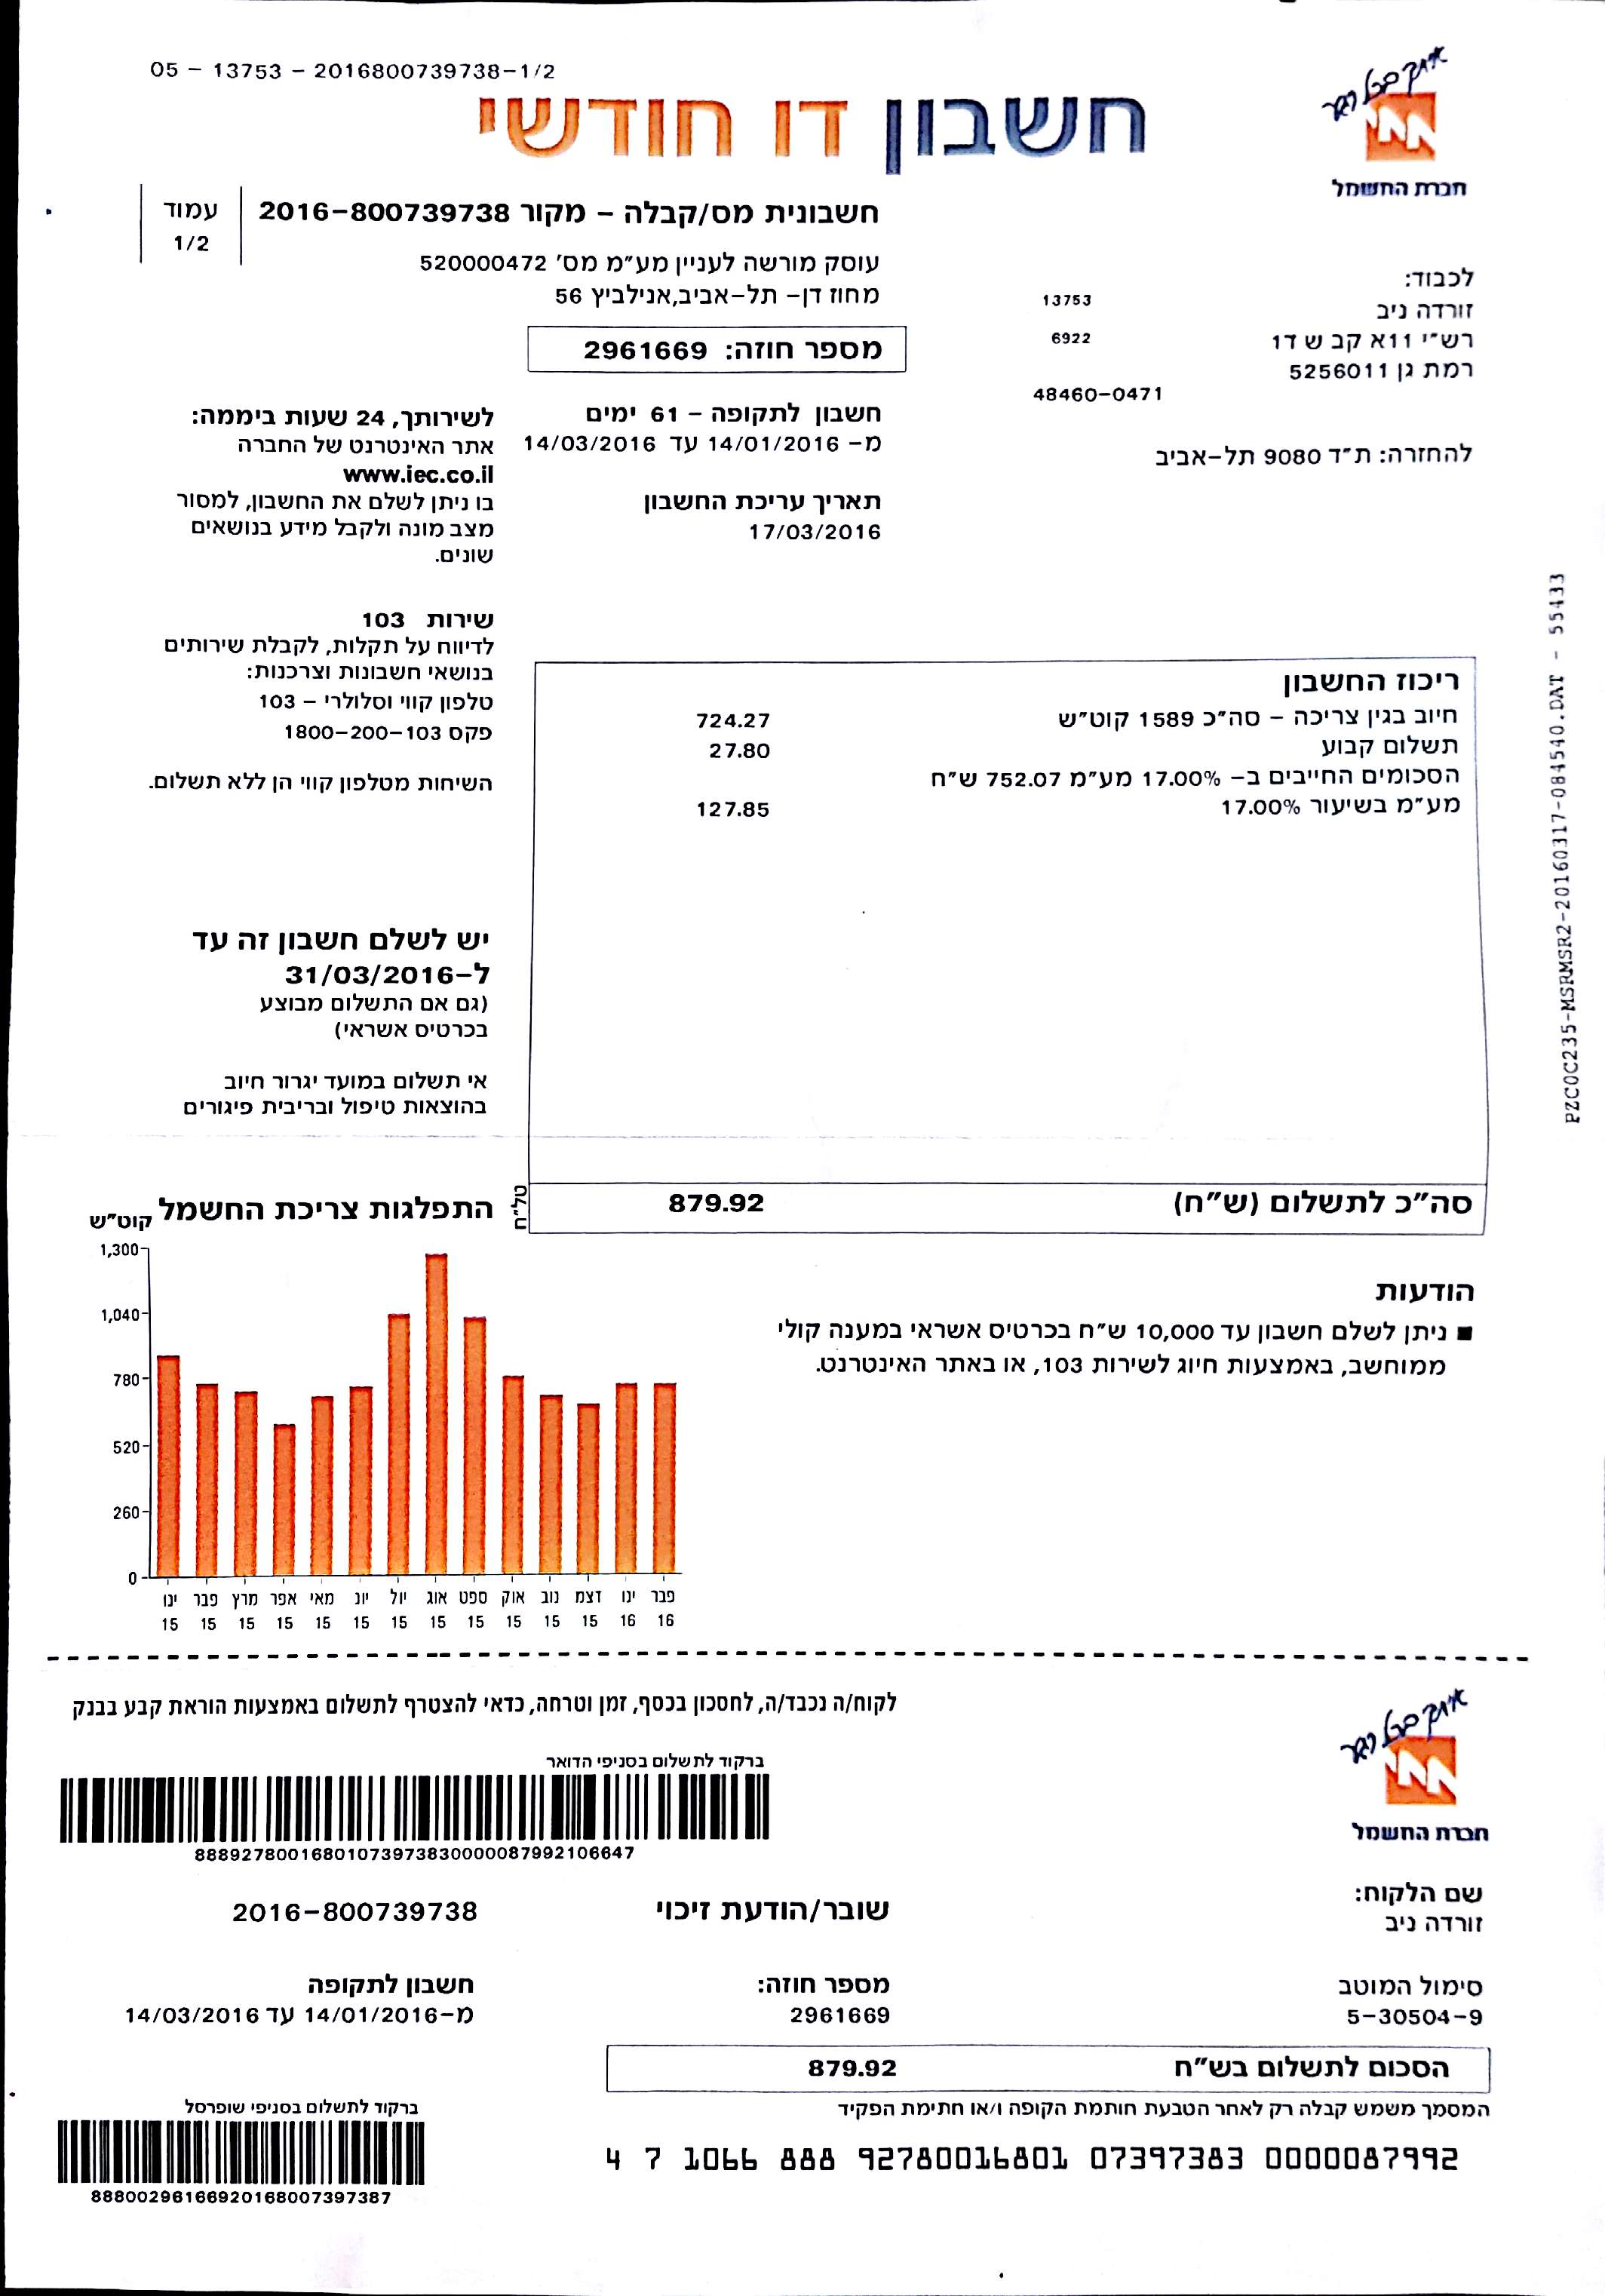 05 - 13753 - 2016800739738-1/2
חשבון דו חודשי
חברת החשמל
חשבונית מס/קבלה - מקור 2016-800739738
עמוד
1/2
עוסק מורשה לעניין מע״מ מס' 520000472
מחוז דן- תל-אביב,אנילביץ 56
לכבוד:
זורדה ניב
13753
רש״י 11א קב ש דו
6922
רמת גן 5256011
48460-0471
מספר חוזה: 2961669
להחזרה: ת״ד 9080 תל-אביב
חשבון לתקופה - 61 ימים
מ- 14/01/2016 עד 14/03/2016
תאריך עריכת החשבון
17/03/2016
לשירותך, 24 שעות ביממה:
אתר האינטרנט של החברה
www.iec.co.il
בו ניתן לשלם את החשבון, למסור
מצב מונה ולקבל מידע בנושאים
שונים.
שירות 103
לדיווח על תקלות, לקבלת שירותים
בנושאי חשבונות וצרכנות:
טלפון קווי וסלולרי - 103
פקס 1800-200-103
השיחות מטלפון קווי הן ללא תשלום.
PZC0C235-MSRMSR2-20160317-084540.DAT - 55433
ריכוז החשבון
חיוב בגין צריכה - סה״כ 1589 קוט״ש 724.27
תשלום קבוע 27.80
הסכומים החייבים ב- 17.00% מע״מ 752.07 ש״ח
מע״מ בשיעור 17.00% 127.85
יש לשלם חשבון זה עד
ל-31/03/2016
(גם אם התשלום מבוצע
בכרטיס אשראי)
אי תשלום במועד יגרור חיוב
בהוצאות טיפול ובריבית פיגורים
סה״כ לתשלום (ש״ח) 879.92
טל״ח
התפלגות צריכת החשמל
קוט״ש
1,300
1,040
780
520
260
0
ינו פבר מרץ אפר מאי יונ יול אוג ספט אוק נוב דצמ ינו פבר
15 15 15 15 15 15 15 15 15 15 15 15 16 16
הודעות
■ ניתן לשלם חשבון עד 10,000 ש״ח בכרטיס אשראי במענה קולי
ממוחשב, באמצעות חיוג לשירות 103, או באתר האינטרנט.
לקוח/ה נכבד/ה, לחסכון בכסף, זמן וטרחה, כדאי להצטרף לתשלום באמצעות הוראת קבע בבנק
ברקוד לתשלום בסניפי הדואר
88892780016801073973830000087992106647
חברת החשמל
שם הלקוח:
זורדה ניב
שובר/הודעת זיכוי
2016-800739738
סימול המוטב
5-30504-9
מספר חוזה:
2961669
חשבון לתקופה
מ-14/01/2016 עד 14/03/2016
הסכום לתשלום בש״ח 879.92
המסמך משמש קבלה רק לאחר הטבעת חותמת הקופה ו/או חתימת הפקיד
ברקוד לתשלום בסניפי שופרסל
88800296166920168007397387
4 7 1066 888 92780016801 07397383 0000087992